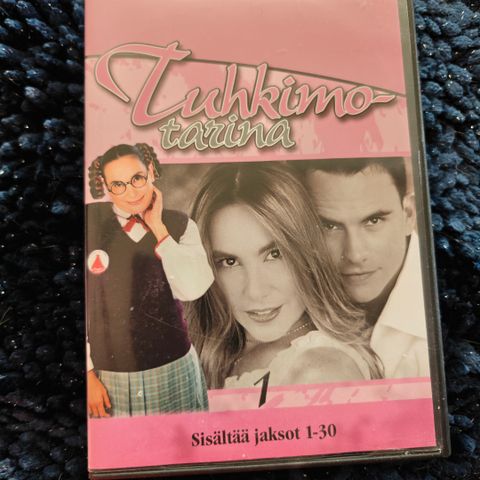 Tuhkimo-
tarina
1
Sisältää jaksot 1-30